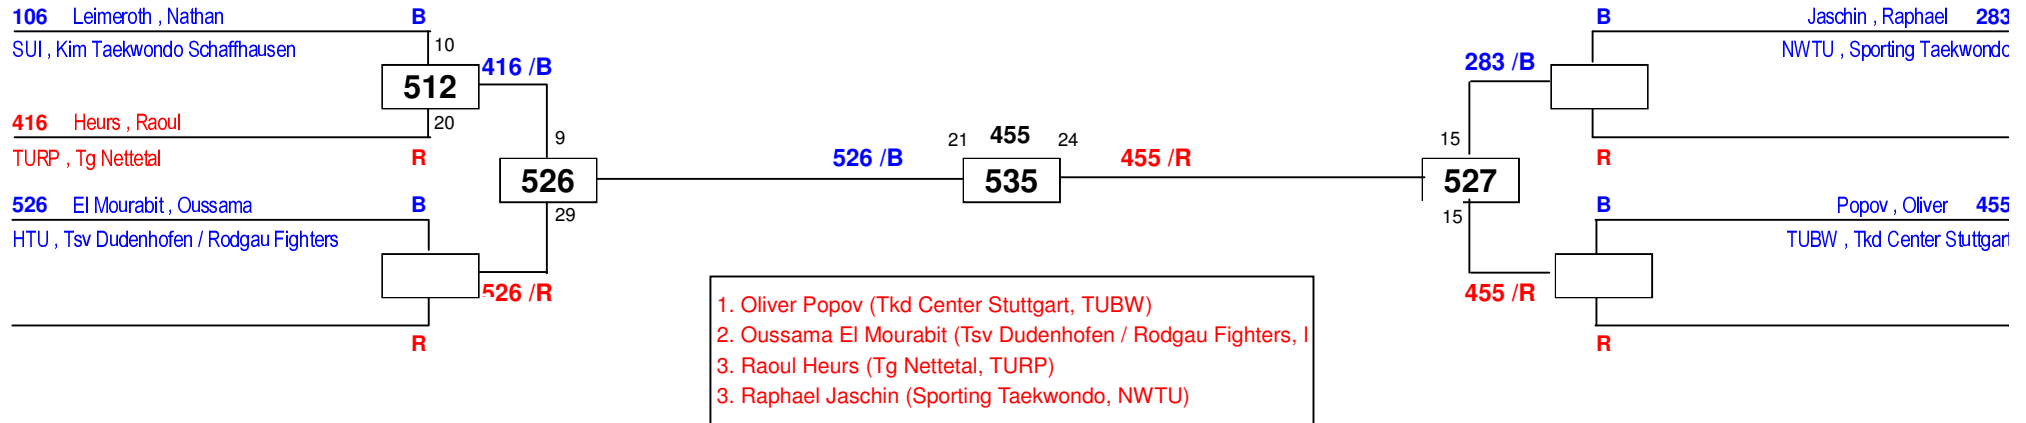 106 Leimeroth , Nathan B
SUI , Kim Taekwondo Schaffhausen
10
512
416 /B
416 Heurs , Raoul
20
TURP , Tg Nettetal R
9
526
29
526 El Mourabit , Oussama B
HTU , Tsv Dudenhofen / Rodgau Fighters
526 /R
R
526 /B
21 455 24
535
455 /R
B Jaschin , Raphael 283
NWTU , Sporting Taekwondo
283 /B
R
15
527
15
B Popov , Oliver 455
TUBW , Tkd Center Stuttgart
455 /R
R
1. Oliver Popov (Tkd Center Stuttgart, TUBW)
2. Oussama El Mourabit (Tsv Dudenhofen / Rodgau Fighters,
3. Raoul Heurs (Tg Nettetal, TURP)
3. Raphael Jaschin (Sporting Taekwondo, NWTU)